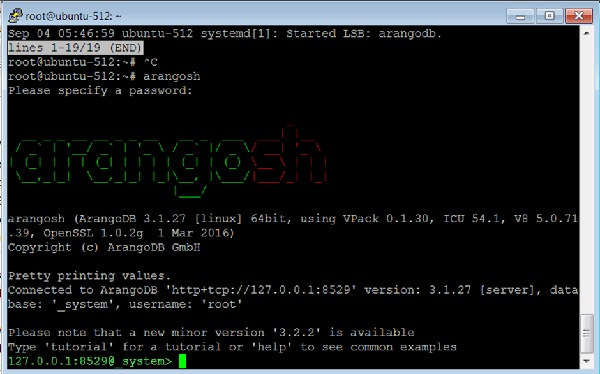 root@ubuntu-512: ~
Sep 04 05:46:59 ubuntu-512 systemd[1]: Started LSB: arangodb.
lines 1-19/19 (END)
root@ubuntu-512:~# ^C
root@ubuntu-512:~# arangosh
Please specify a password:
arangosh
arangosh (ArangoDB 3.1.27 [linux] 64bit, using VPack 0.1.30, ICU 54.1, V8 5.0.71
.39, OpenSSL 1.0.2g  1 Mar 2016)
Copyright (c) ArangoDB GmbH
Pretty printing values.
Connected to ArangoDB 'http+tcp://127.0.0.1:8529' version: 3.1.27 [server], data
base: '_system', username: 'root'
Please note that a new minor version '3.2.2' is available
Type 'tutorial' for a tutorial or 'help' to see common examples
127.0.0.1:8529@_system>